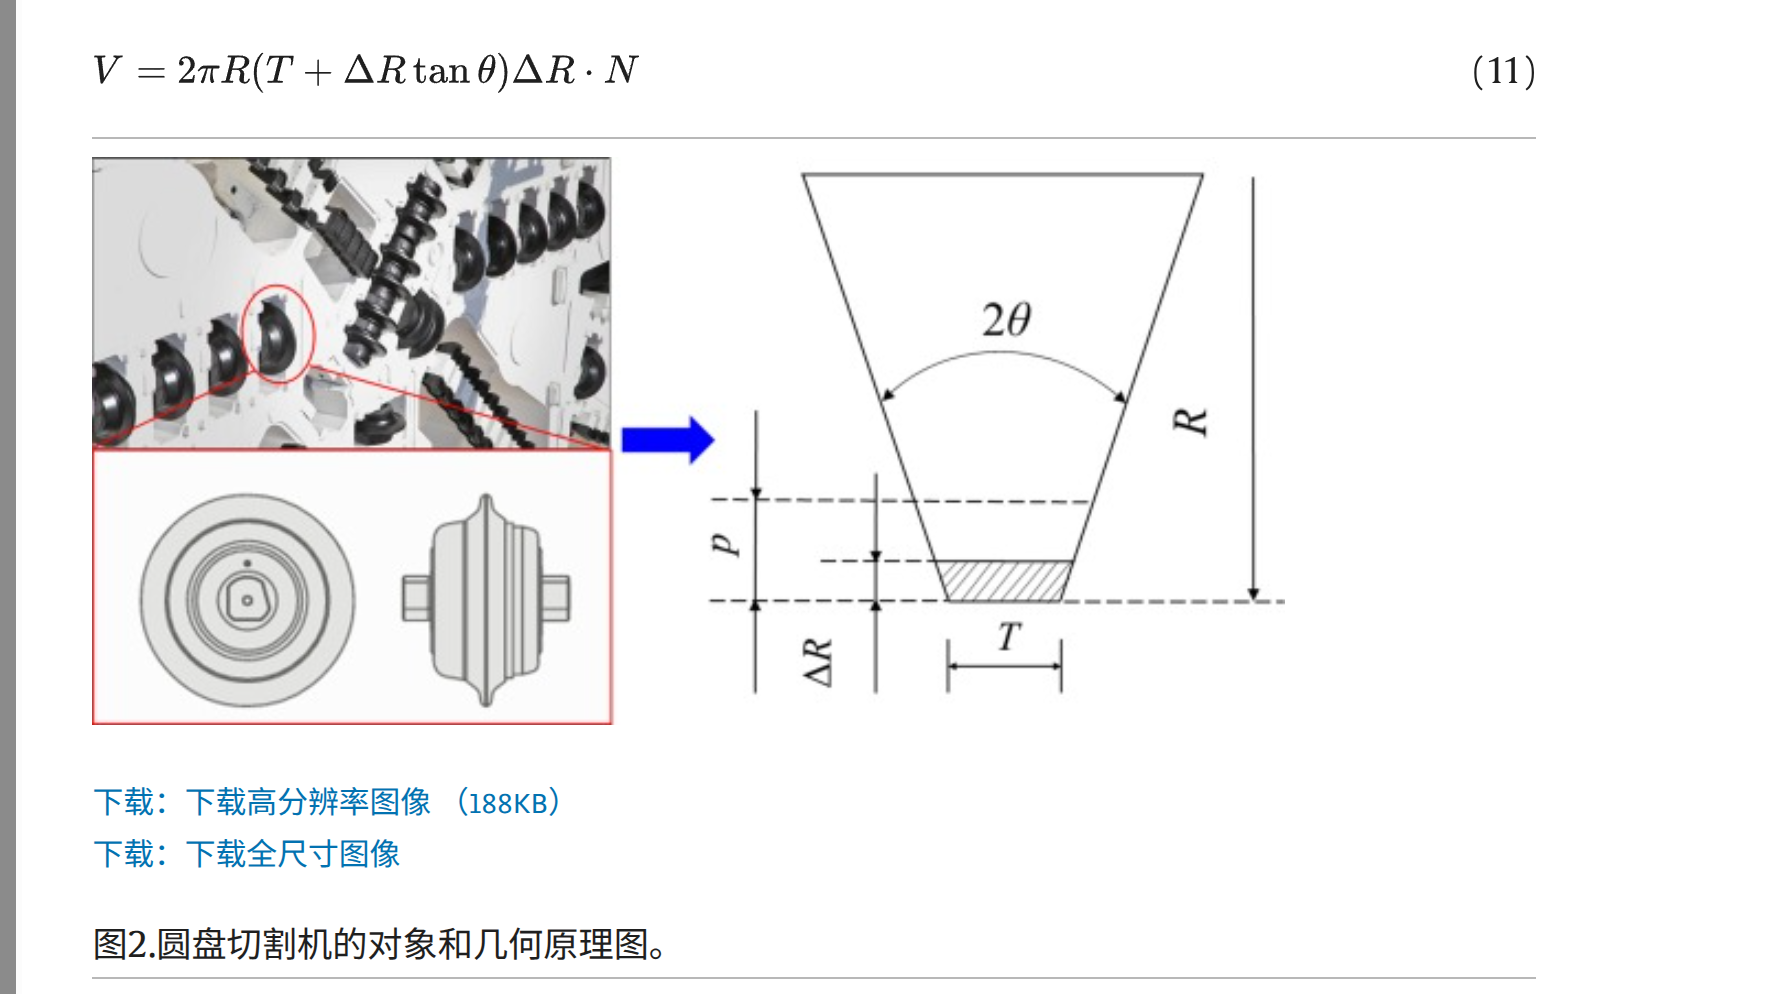 V = 2πR(T + ΔR tan θ)ΔR · N (11)
2θ
R
p
ΔR
T
下载：下载高分辨率图像 （188KB）
下载：下载全尺寸图像
图2.圆盘切割机的对象和几何原理图。